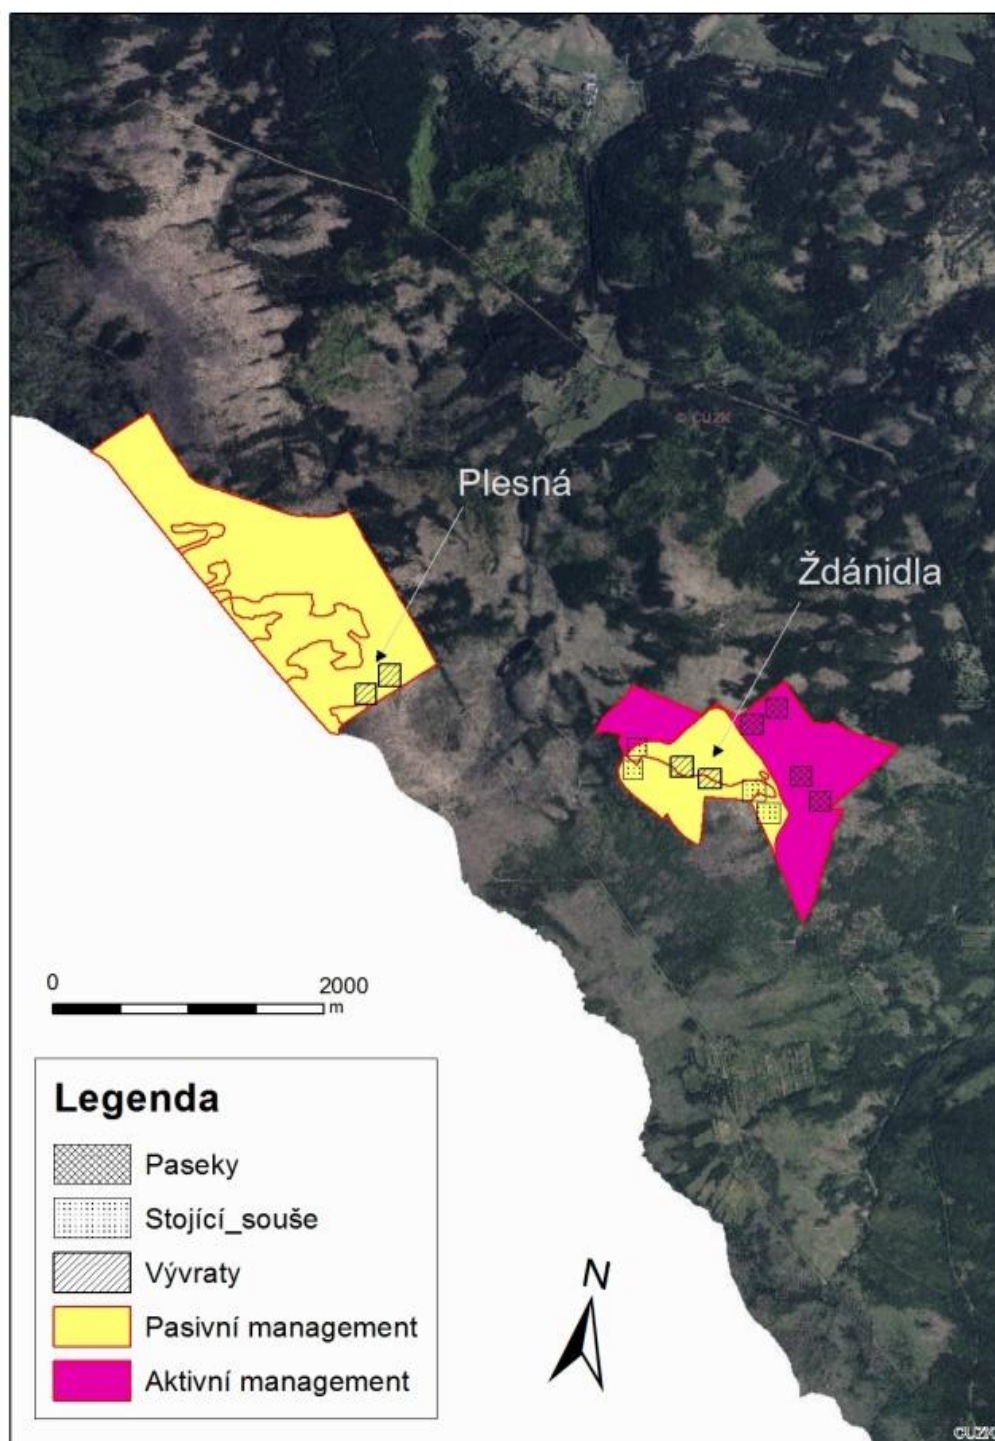 © ČÚZK
Plesná
Ždánidla
0 2000
m
Legenda
Paseky
Stojící_souše
Vývraty
Pasivní management
Aktivní management
N
ČÚZK